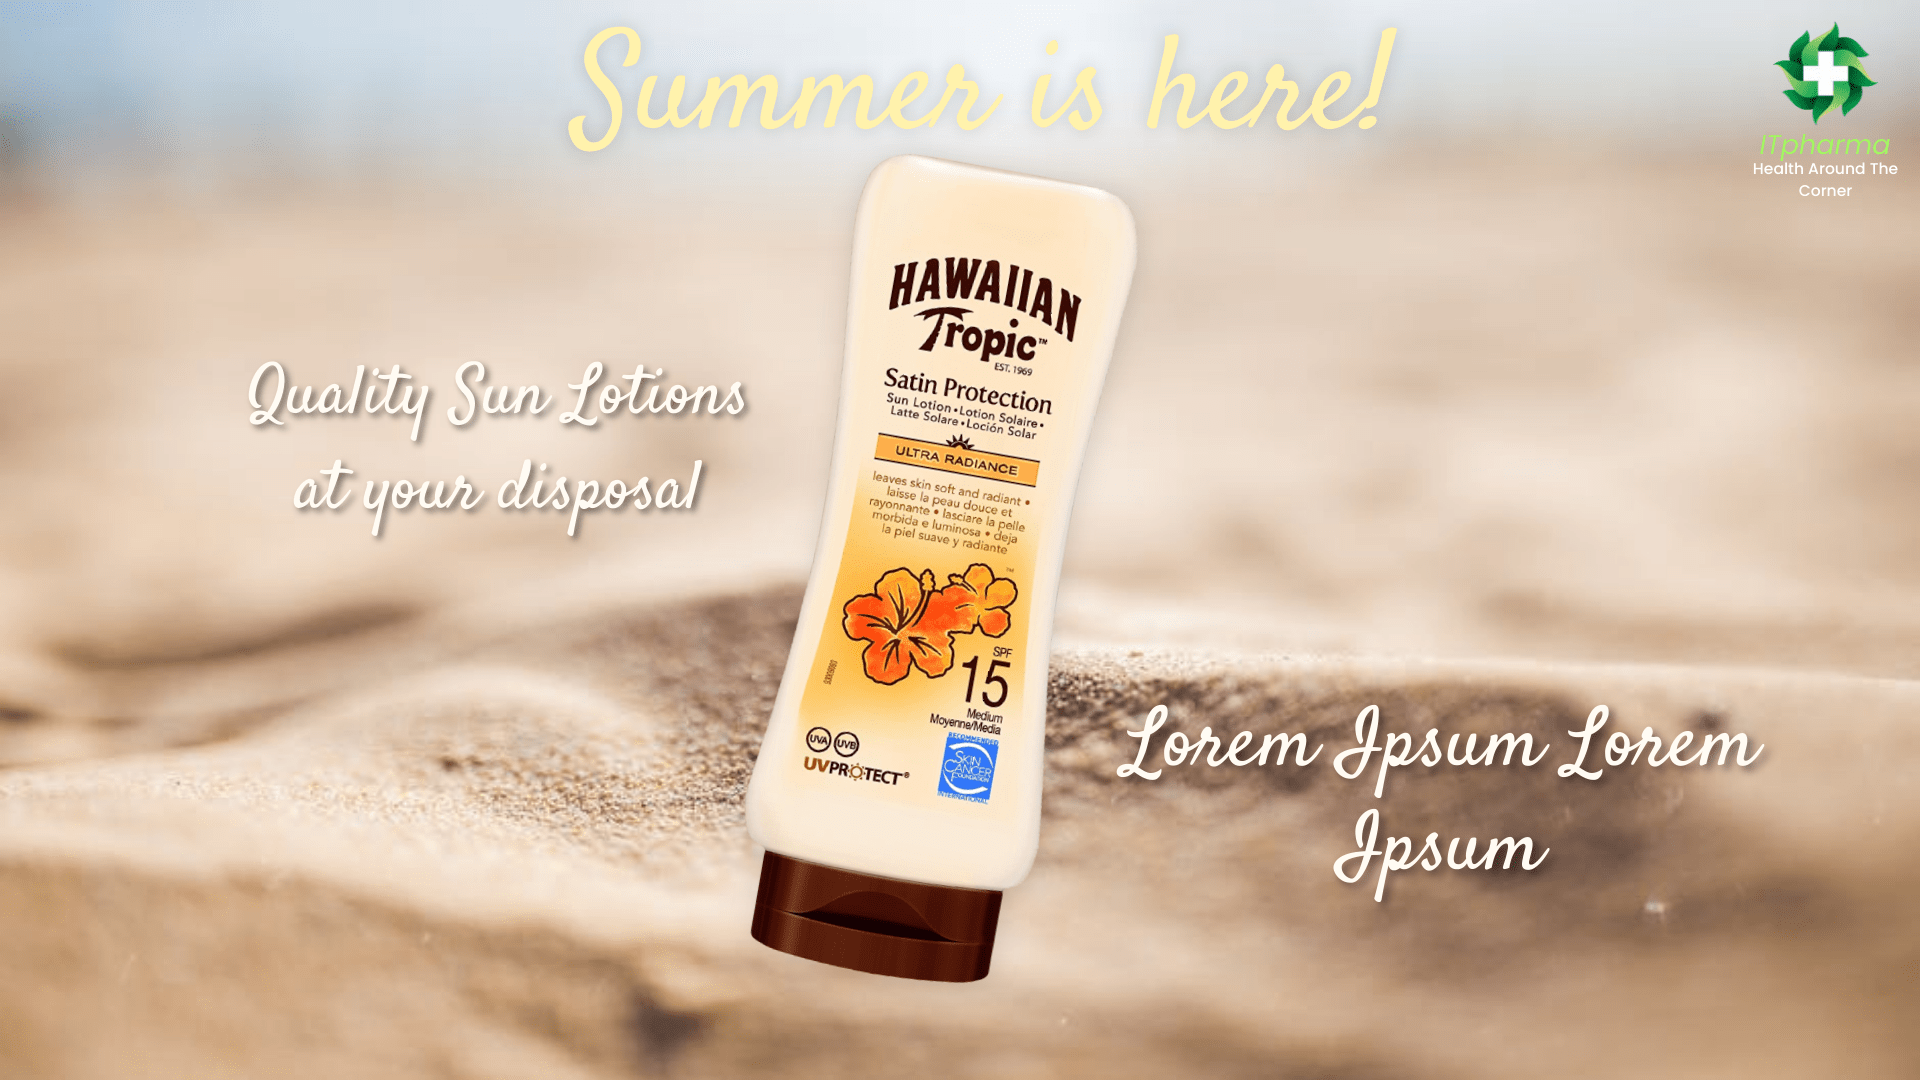 Summer is here!
ITpharma
Health Around The
Corner
HAWAIIAN
Tropic™
EST. 1969
Satin Protection
Sun Lotion • Lotion Solaire •
Latte Solare • Loción Solar
ULTRA RADIANCE
leaves skin soft and radiant •
laisse la peau douce et
rayonnante • lasciare la pelle
morbida e luminosa • deja
la piel suave y radiante
™
Quality Sun Lotions
at your disposal
SPF
15
Medium
Moyenne/Media
UVA UVB
UVPROTECT®
RECOMMENDED
SKIN
CANCER
FOUNDATION
INTERNATIONAL
Lorem Ipsum Lorem
Ipsum